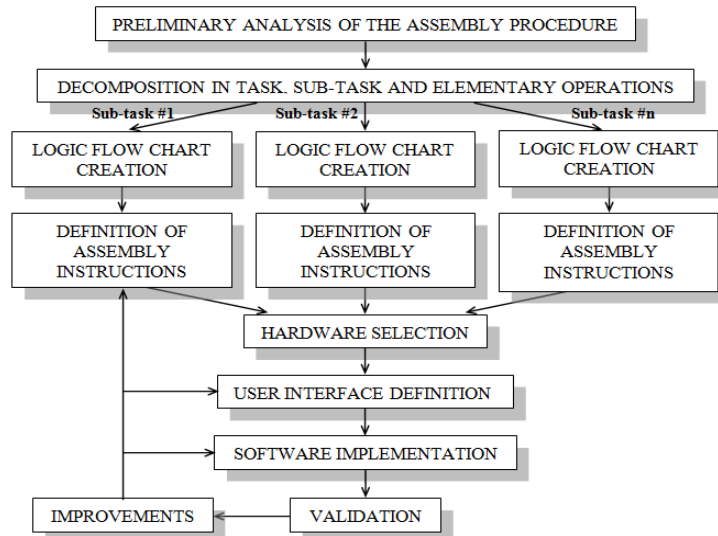 PRELIMINARY ANALYSIS OF THE ASSEMBLY PROCEDURE
DECOMPOSITION IN TASK, SUB-TASK AND ELEMENTARY OPERATIONS
Sub-task #1
Sub-task #2
Sub-task #n
LOGIC FLOW CHART
CREATION
LOGIC FLOW CHART
CREATION
LOGIC FLOW CHART
CREATION
DEFINITION OF
ASSEMBLY
INSTRUCTIONS
DEFINITION OF
ASSEMBLY
INSTRUCTIONS
DEFINITION OF
ASSEMBLY
INSTRUCTIONS
HARDWARE SELECTION
USER INTERFACE DEFINITION
SOFTWARE IMPLEMENTATION
IMPROVEMENTS
VALIDATION